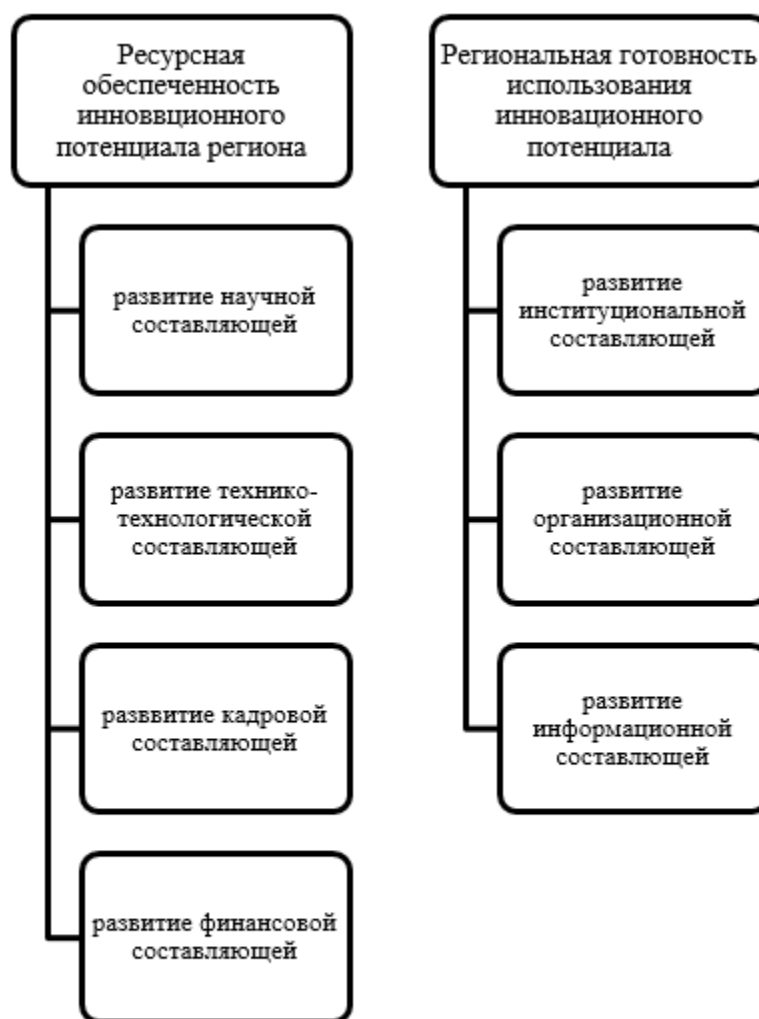 Ресурсная
обеспеченность
инноввционного
потенциала региона
развитие научной
составляющей
развитие технико-
технологической
составляющей
разввитие кадровой
составляющей
развитие финансовой
составляющей
Региональная готовность
использования
инновационного
потенциала
развитие
институциональной
составляющей
развитие
организационной
составляющей
развитие
информационной
составлющей